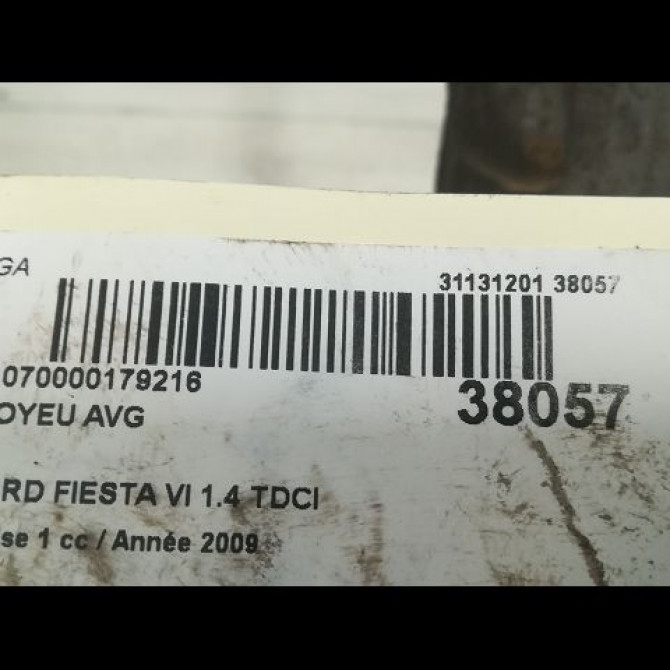 GA
31131201 38057
070000179216
38057
OYEU AVG
RD FIESTA VI 1.4 TDCI
se 1 cc / Année 2009